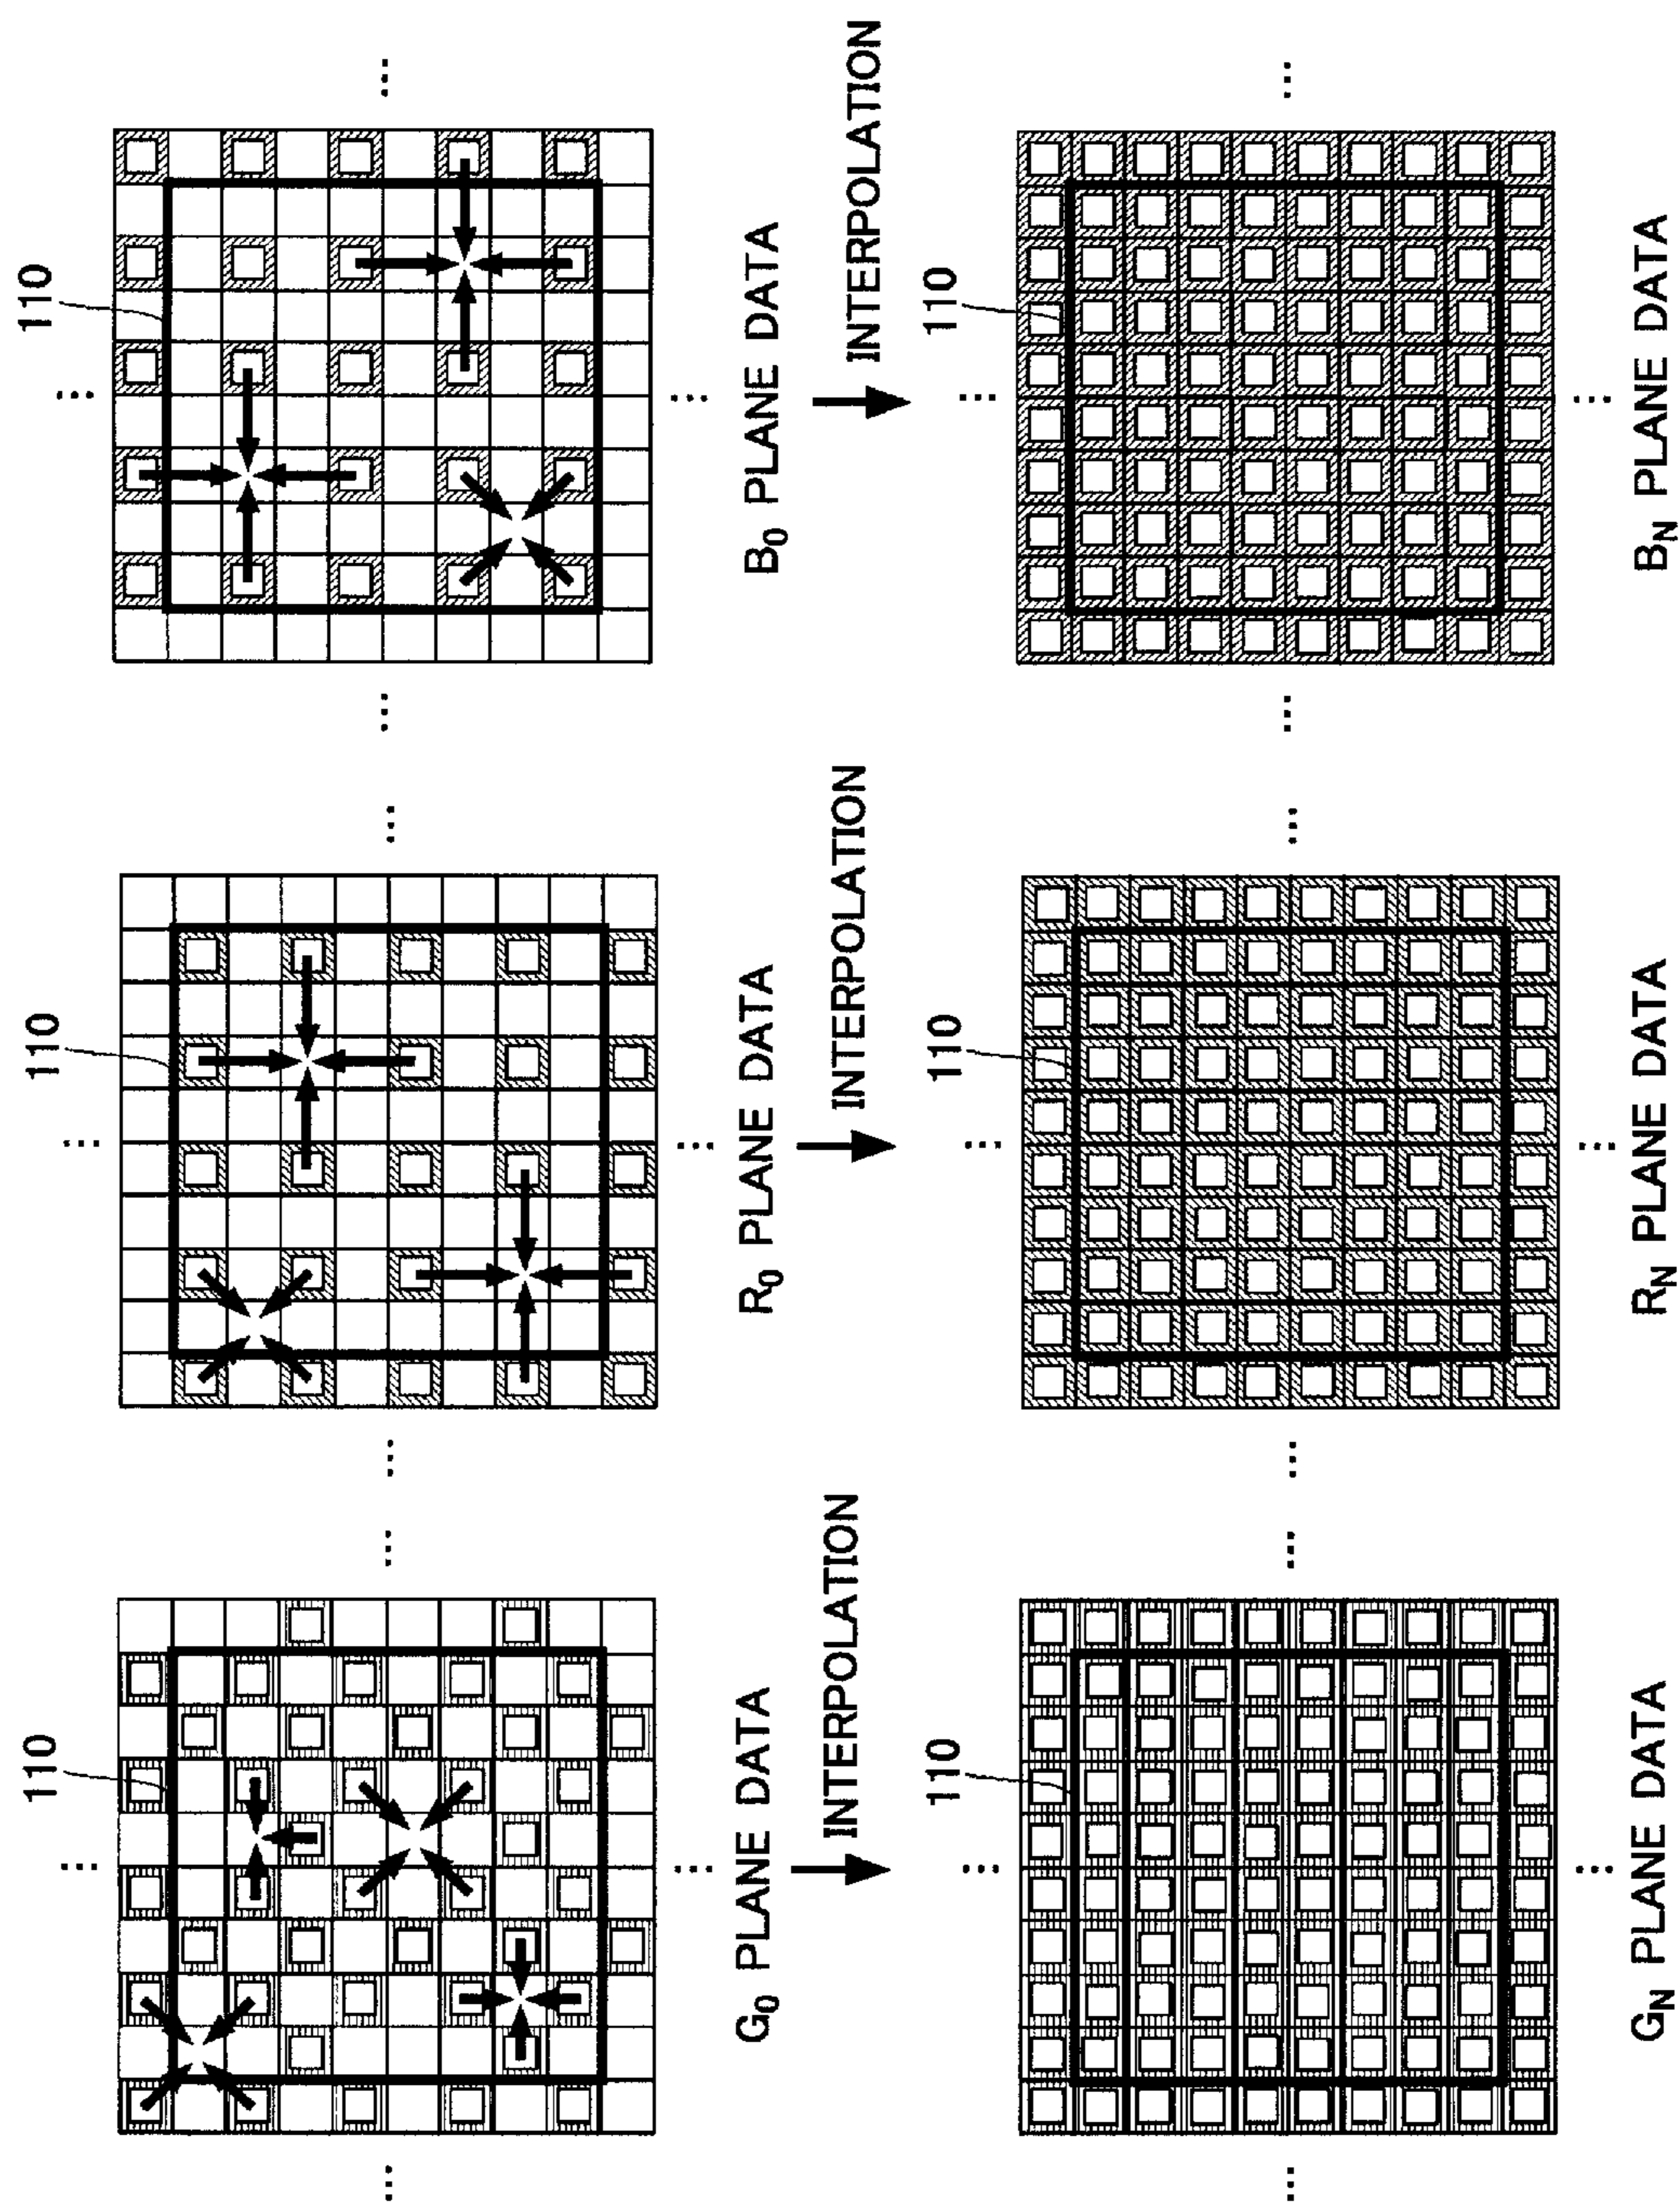 110
110
110
G₀ PLANE DATA
R₀ PLANE DATA
B₀ PLANE DATA
INTERPOLATION
INTERPOLATION
INTERPOLATION
110
110
110
Gₙ PLANE DATA
Rₙ PLANE DATA
Bₙ PLANE DATA